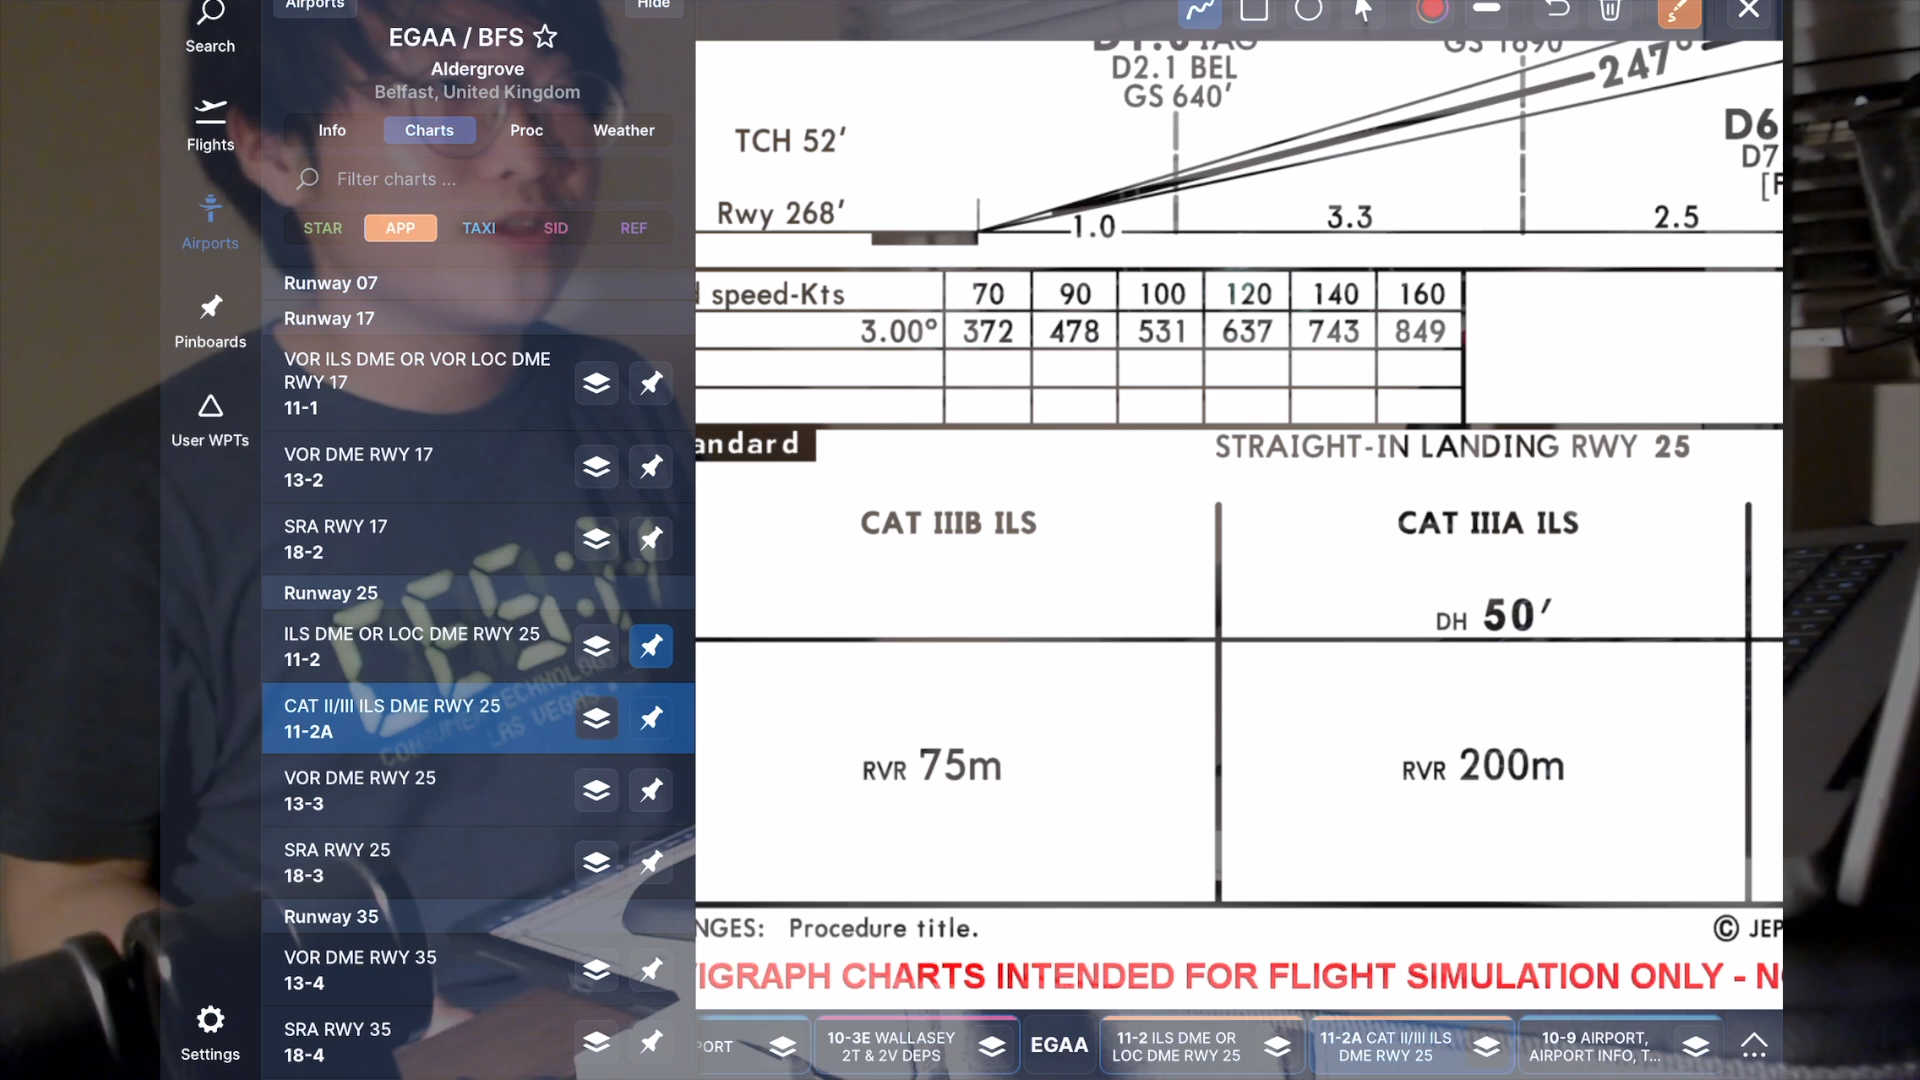 Airports
Hide
Search
EGAA / BFS
Aldergrove
Belfast, United Kingdom
Flights
Info
Charts
Proc
Weather
Filter charts ...
STAR
APP
TAXI
SID
REF
Airports
Runway 07
Runway 17
VOR ILS DME OR VOR LOC DME
RWY 17
11-1
Pinboards
VOR DME RWY 17
13-2
User WPTs
SRA RWY 17
18-2
Runway 25
ILS DME OR LOC DME RWY 25
11-2
CAT II/III ILS DME RWY 25
11-2A
VOR DME RWY 25
13-3
SRA RWY 25
18-3
Runway 35
VOR DME RWY 35
13-4
SRA RWY 35
18-4
Settings
CONSUMER TECHNOLOGY
LAS VEGAS
D2.1 BEL
GS 640'
GS 1690'
247°
TCH 52'
D6
D7
Rwy 268'
1.0
3.3
2.5
speed-Kts 70 90 100 120 140 160
3.00° 372 478 531 637 743 849
andard
STRAIGHT-IN LANDING RWY 25
CAT IIIB ILS
CAT IIIA ILS
DH 50'
RVR 75m
RVR 200m
NGES: Procedure title.
© JEP
IGRAPH CHARTS INTENDED FOR FLIGHT SIMULATION ONLY - N
PORT
10-3E WALLASEY
2T & 2V DEPS
EGAA
11-2 ILS DME OR
LOC DME RWY 25
11-2A CAT II/III ILS
DME RWY 25
10-9 AIRPORT,
AIRPORT INFO, T...